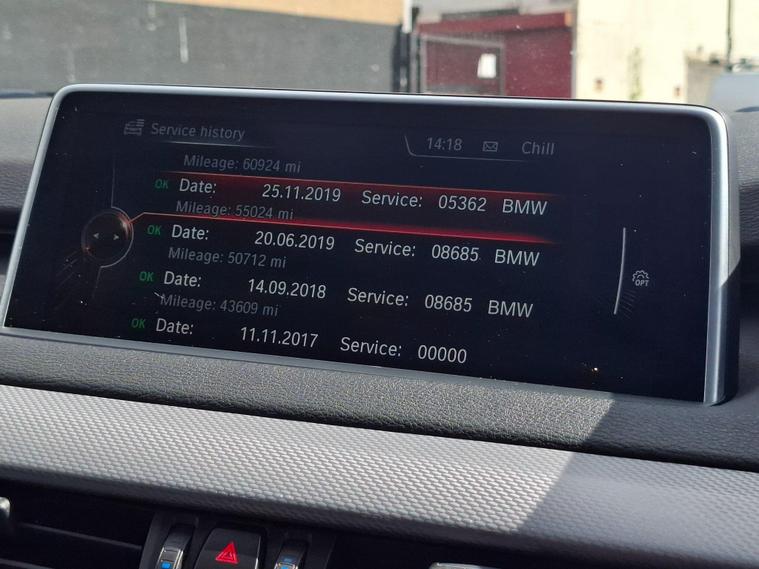 Service history
14:18 Chill
Mileage: 60924 mi
OK Date: 25.11.2019 Service: 05362 BMW
Mileage: 55024 mi
OK Date: 20.06.2019 Service: 08685 BMW
Mileage: 50712 mi
OK Date: 14.09.2018 Service: 08685 BMW
Mileage: 43609 mi
OK Date: 11.11.2017 Service: 00000
OPT